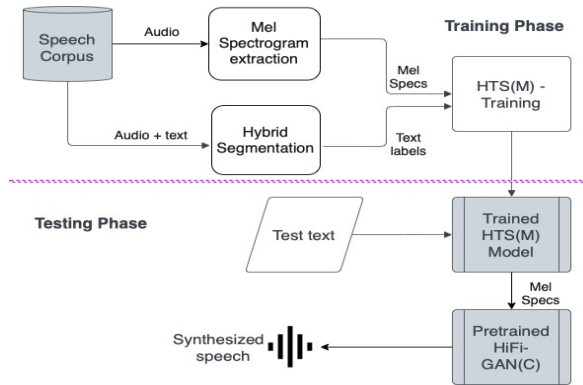 Speech
Corpus
Audio
Mel
Spectrogram
extraction
Training Phase
Mel
Specs
HTS(M) -
Training
Audio + text
Hybrid
Segmentation
Text
labels
Testing Phase
Test text
Trained
HTS(M)
Model
Mel
Specs
Pretrained
HiFi-
GAN(C)
Synthesized
speech